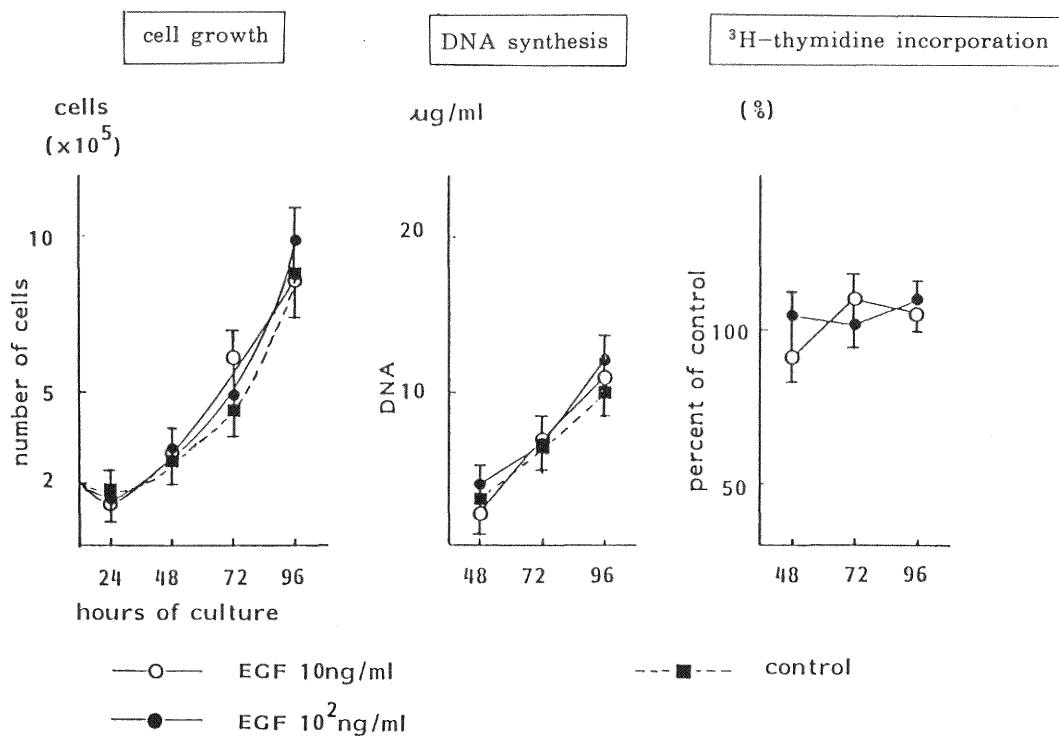 cell growth
DNA synthesis
³H-thymidine incorporation
cells
(×10⁵)
µg/ml
(%)
number of cells
10
5
2
24 48 72 96
hours of culture
DNA
20
10
48 72 96
percent of control
100
50
48 72 96
EGF 10ng/ml
control
EGF 10²ng/ml